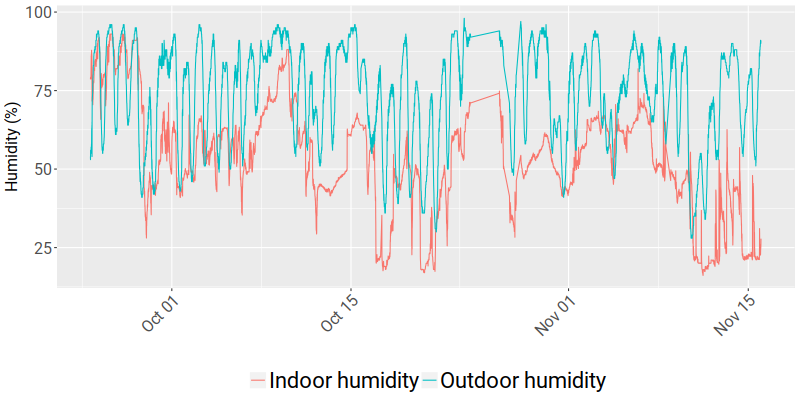 100
75
50
25
Humidity (%)
Oct 01
Oct 15
Nov 01
Nov 15
Indoor humidity
Outdoor humidity